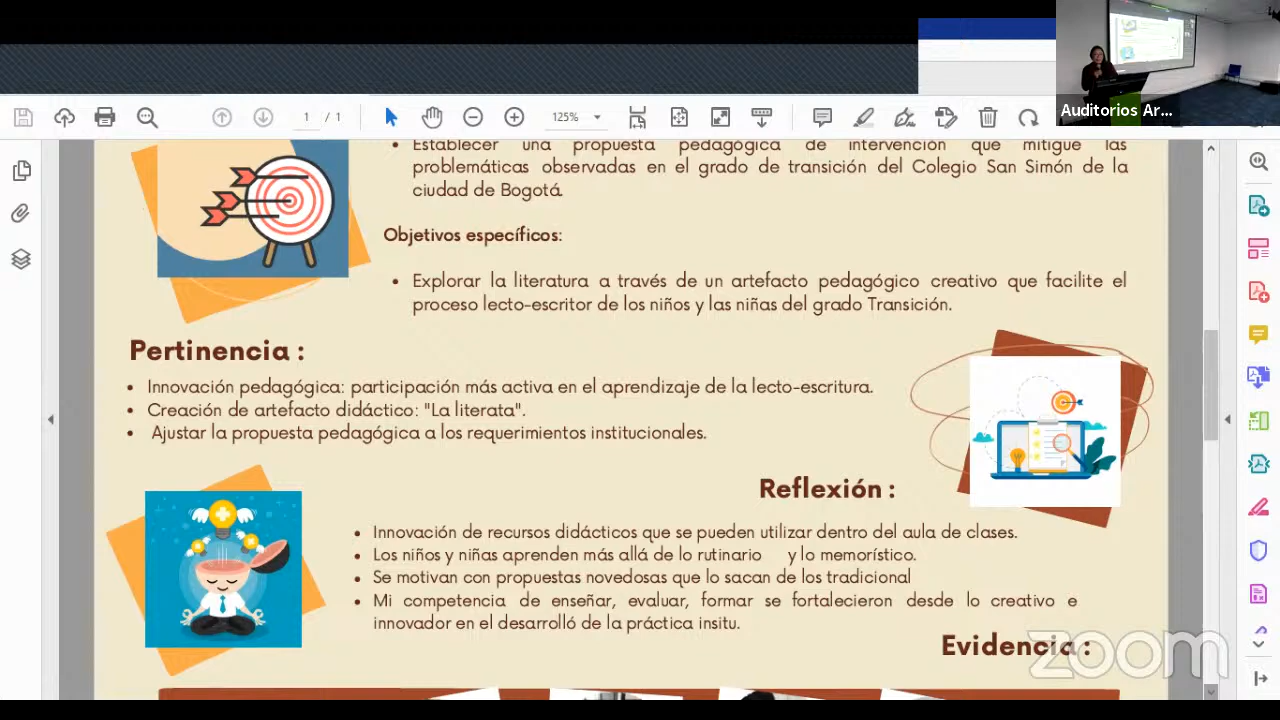 Auditorios Ar...
1 / 1
125%
• Establecer una propuesta pedagógica de intervención que mitigue las
problemáticas observadas en el grado de transición del Colegio San Simón de la
ciudad de Bogotá.
Objetivos específicos:
• Explorar la literatura a través de un artefacto pedagógico creativo que facilite el
proceso lecto-escritor de los niños y las niñas del grado Transición.
Pertinencia :
• Innovación pedagógica: participación más activa en el aprendizaje de la lecto-escritura.
• Creación de artefacto didáctico: "La literata".
• Ajustar la propuesta pedagógica a los requerimientos institucionales.
Reflexión :
• Innovación de recursos didácticos que se pueden utilizar dentro del aula de clases.
• Los niños y niñas aprenden más allá de lo rutinario y lo memorístico.
• Se motivan con propuestas novedosas que lo sacan de los tradicional
• Mi competencia de enseñar, evaluar, formar se fortalecieron desde lo creativo e
innovador en el desarrolló de la práctica insitu.
Evidencia :
zoom